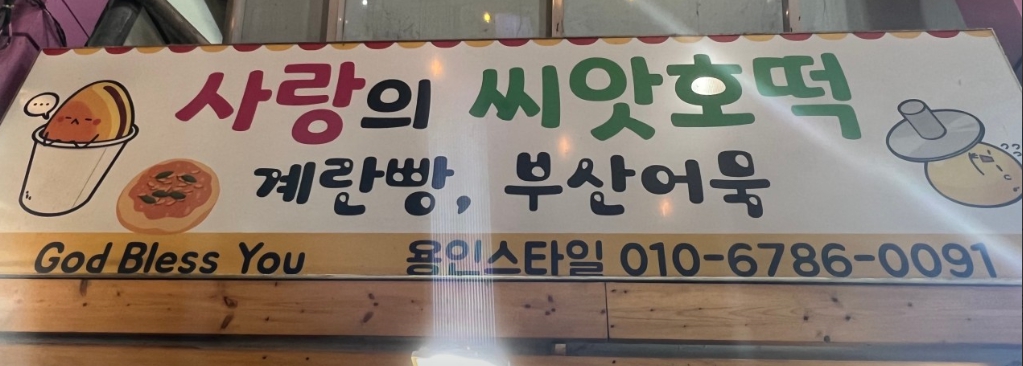 사랑의 씨앗호떡
계란빵, 부산어묵
God Bless You 용인스타일 010-6786-0091